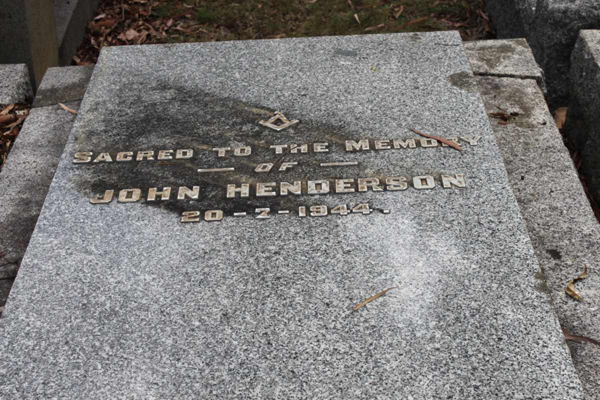 SACRED TO THE MEMORY
— OF —
JOHN HENDERSON
20 - 7 - 1944.